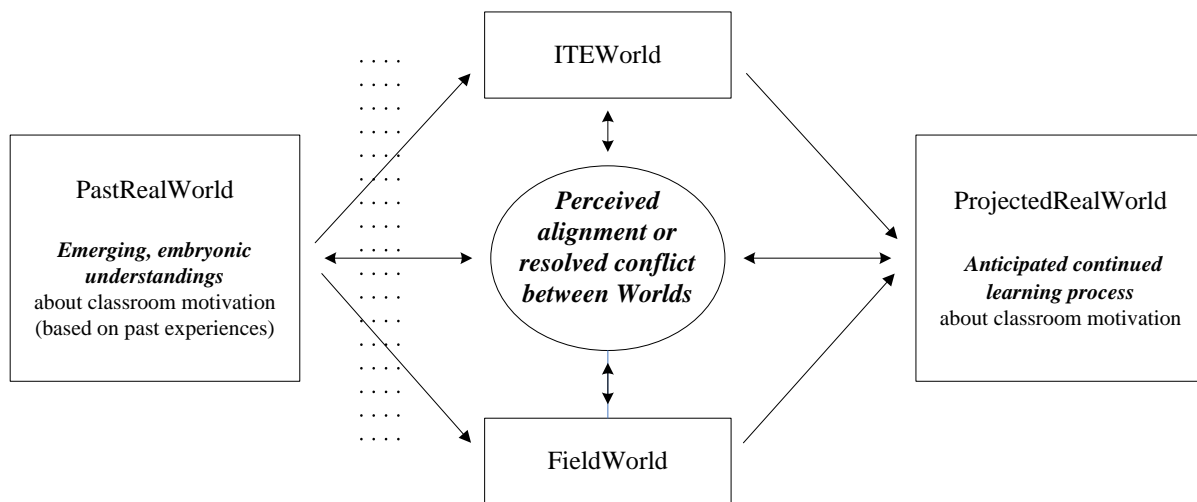 ITEWorld
PastRealWorld
Emerging, embryonic
understandings
about classroom motivation
(based on past experiences)
Perceived
alignment or
resolved conflict
between Worlds
ProjectedRealWorld
Anticipated continued
learning process
about classroom motivation
FieldWorld